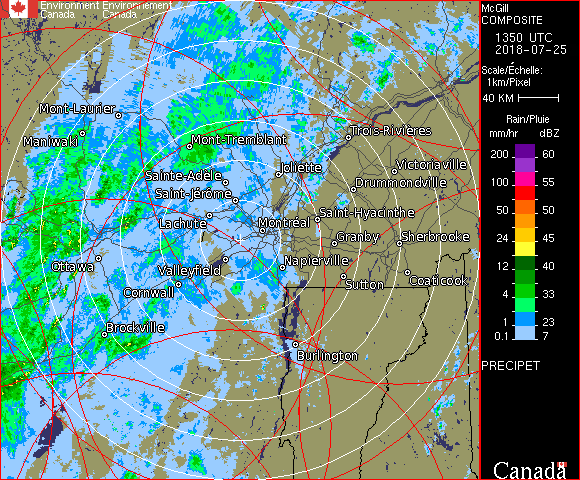 Environment Environnement
Canada Canada
Mont-Laurier
Maniwaki
Mont-Tremblant
Trois-Rivières
Sainte-Adèle
Joliette
Victoriaville
Saint-Jérôme
Drummondville
Lachute
Montréal
Saint-Hyacinthe
Granby
Sherbrooke
Ottawa
Valleyfield
Napierville
Cornwall
Sutton
Coaticook
Brockville
Burlington
McGill
COMPOSITE
1350 UTC
2018-07-25
Scale/Échelle:
1km/Pixel
40 KM
Rain/Pluie
mm/hr dBZ
200 60
100 55
50 50
24 45
12 40
4 33
1 23
0.1 7
PRECIPET
Canada